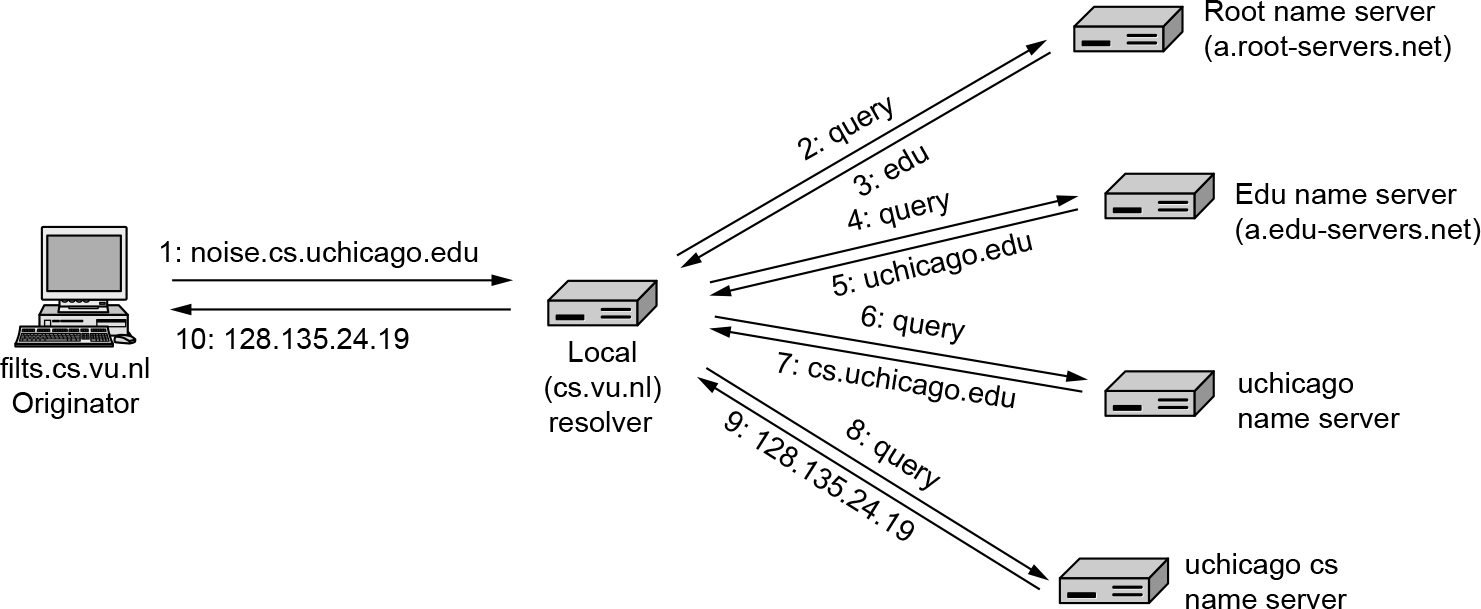 Root name server
(a.root-servers.net)
2: query
3: edu
Edu name server
(a.edu-servers.net)
4: query
5: uchicago.edu
1: noise.cs.uchicago.edu
10: 128.135.24.19
filts.cs.vu.nl
Originator
Local
(cs.vu.nl)
resolver
6: query
7: cs.uchicago.edu
uchicago
name server
8: query
9: 128.135.24.19
uchicago cs
name server